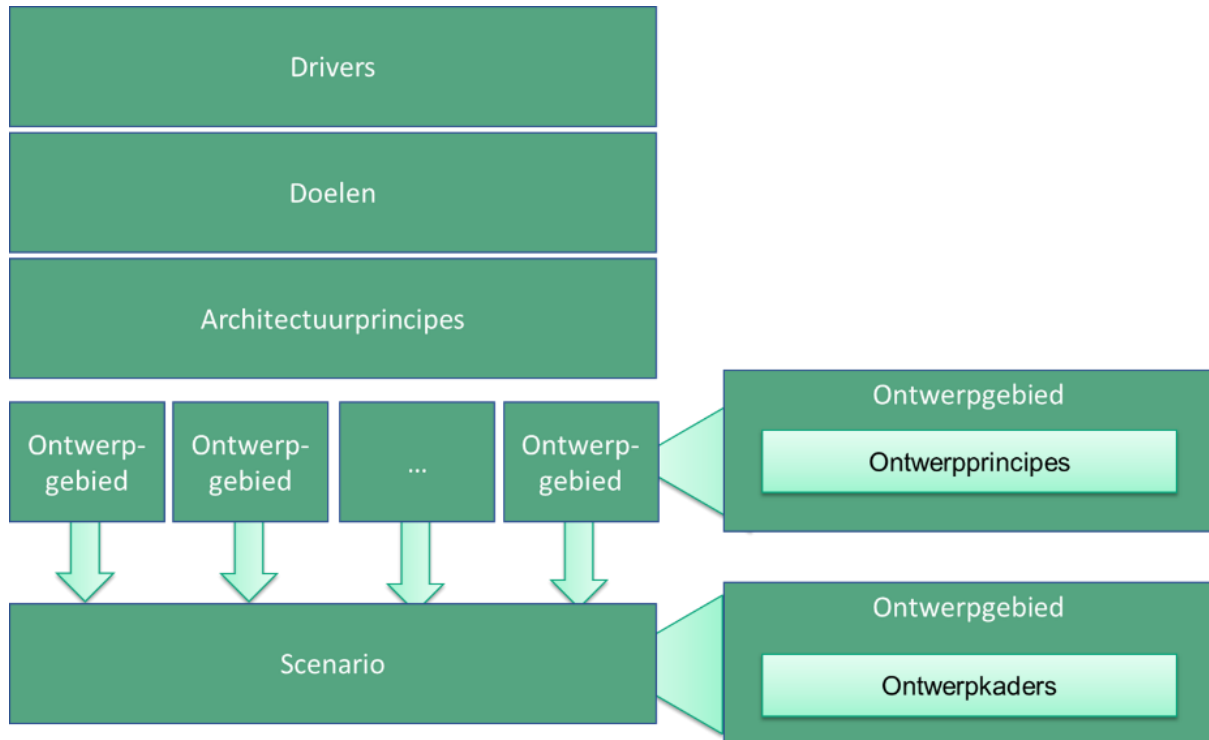 Drivers
Doelen
Architectuurprincipes
Ontwerp-
gebied
Ontwerp-
gebied
...
Ontwerp-
gebied
Ontwerpgebied
Ontwerpprincipes
Scenario
Ontwerpgebied
Ontwerpkaders